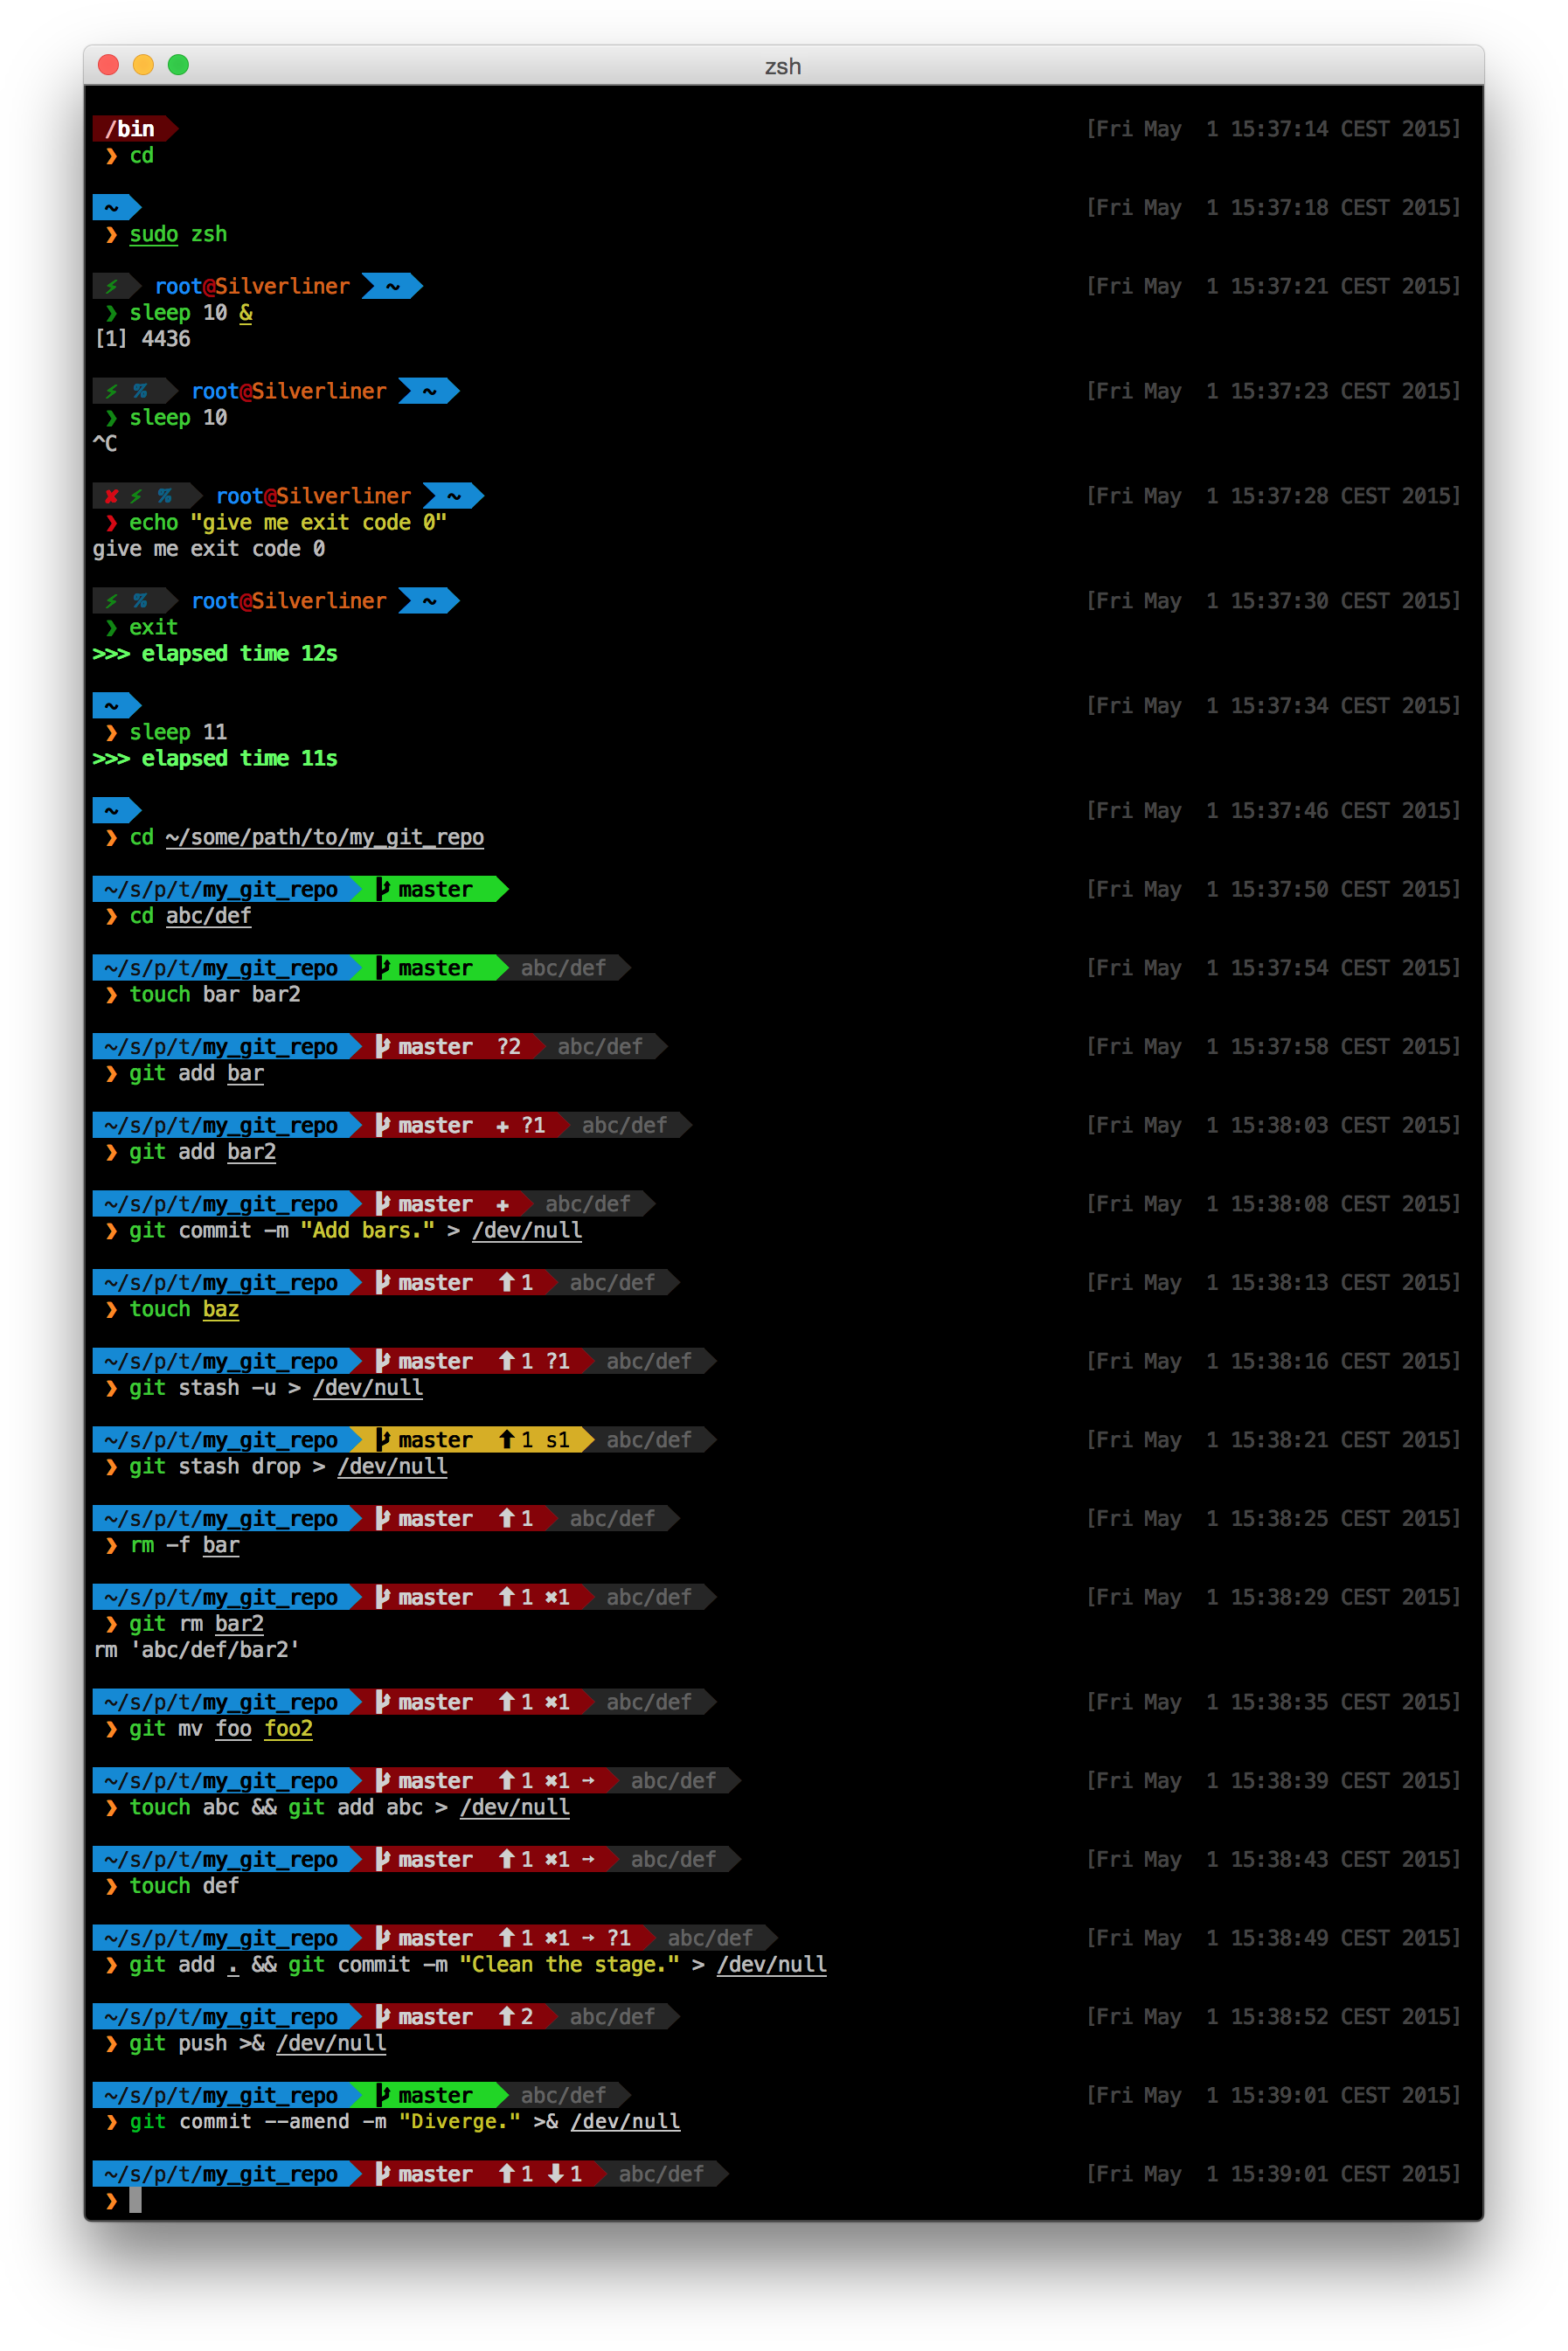 zsh
/bin [Fri May  1 15:37:14 CEST 2015]
❯ cd
~ [Fri May  1 15:37:18 CEST 2015]
❯ sudo zsh
⚡ root@Silverliner ~ [Fri May  1 15:37:21 CEST 2015]
❯ sleep 10 &
[1] 4436
⚡ % root@Silverliner ~ [Fri May  1 15:37:23 CEST 2015]
❯ sleep 10
^C
✘ ⚡ % root@Silverliner ~ [Fri May  1 15:37:28 CEST 2015]
❯ echo "give me exit code 0"
give me exit code 0
⚡ % root@Silverliner ~ [Fri May  1 15:37:30 CEST 2015]
❯ exit
>>> elapsed time 12s
~ [Fri May  1 15:37:34 CEST 2015]
❯ sleep 11
>>> elapsed time 11s
~ [Fri May  1 15:37:46 CEST 2015]
❯ cd ~/some/path/to/my_git_repo
~/s/p/t/my_git_repo master [Fri May  1 15:37:50 CEST 2015]
❯ cd abc/def
~/s/p/t/my_git_repo master abc/def [Fri May  1 15:37:54 CEST 2015]
❯ touch bar bar2
~/s/p/t/my_git_repo master ?2 abc/def [Fri May  1 15:37:58 CEST 2015]
❯ git add bar
~/s/p/t/my_git_repo master + ?1 abc/def [Fri May  1 15:38:03 CEST 2015]
❯ git add bar2
~/s/p/t/my_git_repo master + abc/def [Fri May  1 15:38:08 CEST 2015]
❯ git commit -m "Add bars." > /dev/null
~/s/p/t/my_git_repo master ⬆1 abc/def [Fri May  1 15:38:13 CEST 2015]
❯ touch baz
~/s/p/t/my_git_repo master ⬆1 ?1 abc/def [Fri May  1 15:38:16 CEST 2015]
❯ git stash -u > /dev/null
~/s/p/t/my_git_repo master ⬆1 s1 abc/def [Fri May  1 15:38:21 CEST 2015]
❯ git stash drop > /dev/null
~/s/p/t/my_git_repo master ⬆1 abc/def [Fri May  1 15:38:25 CEST 2015]
❯ rm -f bar
~/s/p/t/my_git_repo master ⬆1 ✖1 abc/def [Fri May  1 15:38:29 CEST 2015]
❯ git rm bar2
rm 'abc/def/bar2'
~/s/p/t/my_git_repo master ⬆1 ✖1 abc/def [Fri May  1 15:38:35 CEST 2015]
❯ git mv foo foo2
~/s/p/t/my_git_repo master ⬆1 ✖1 → abc/def [Fri May  1 15:38:39 CEST 2015]
❯ touch abc && git add abc > /dev/null
~/s/p/t/my_git_repo master ⬆1 ✖1 → abc/def [Fri May  1 15:38:43 CEST 2015]
❯ touch def
~/s/p/t/my_git_repo master ⬆1 ✖1 → ?1 abc/def [Fri May  1 15:38:49 CEST 2015]
❯ git add . && git commit -m "Clean the stage." > /dev/null
~/s/p/t/my_git_repo master ⬆2 abc/def [Fri May  1 15:38:52 CEST 2015]
❯ git push >& /dev/null
~/s/p/t/my_git_repo master abc/def [Fri May  1 15:39:01 CEST 2015]
❯ git commit --amend -m "Diverge." >& /dev/null
~/s/p/t/my_git_repo master ⬆1 ⬇1 abc/def [Fri May  1 15:39:01 CEST 2015]
❯